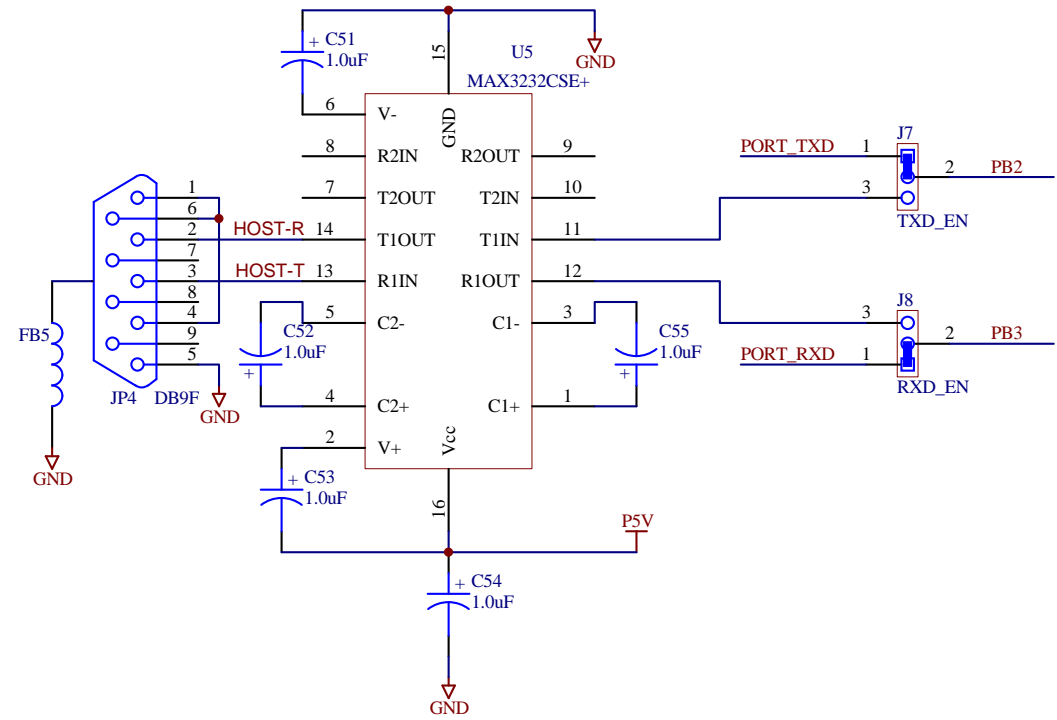 C51
+
1.0uF
15
U5
GND
MAX3232CSE+
6
V-
GND
J7
8
R2IN
R2OUT
9
PORT_TXD
1
2
PB2
7
T2OUT
T2IN
10
3
TXD_EN
1
6
2
HOST-R
14
T1OUT
T1IN
11
7
3
HOST-T
13
R1IN
R1OUT
12
8
4
9
5
JP4
DB9F
GND
FB5
GND
C52
1.0uF
+
5
C2-
C1-
3
C55
1.0uF
+
J8
3
2
PB3
PORT_RXD
1
RXD_EN
4
C2+
C1+
1
2
V+
Vcc
+
C53
1.0uF
16
P5V
+
C54
1.0uF
GND